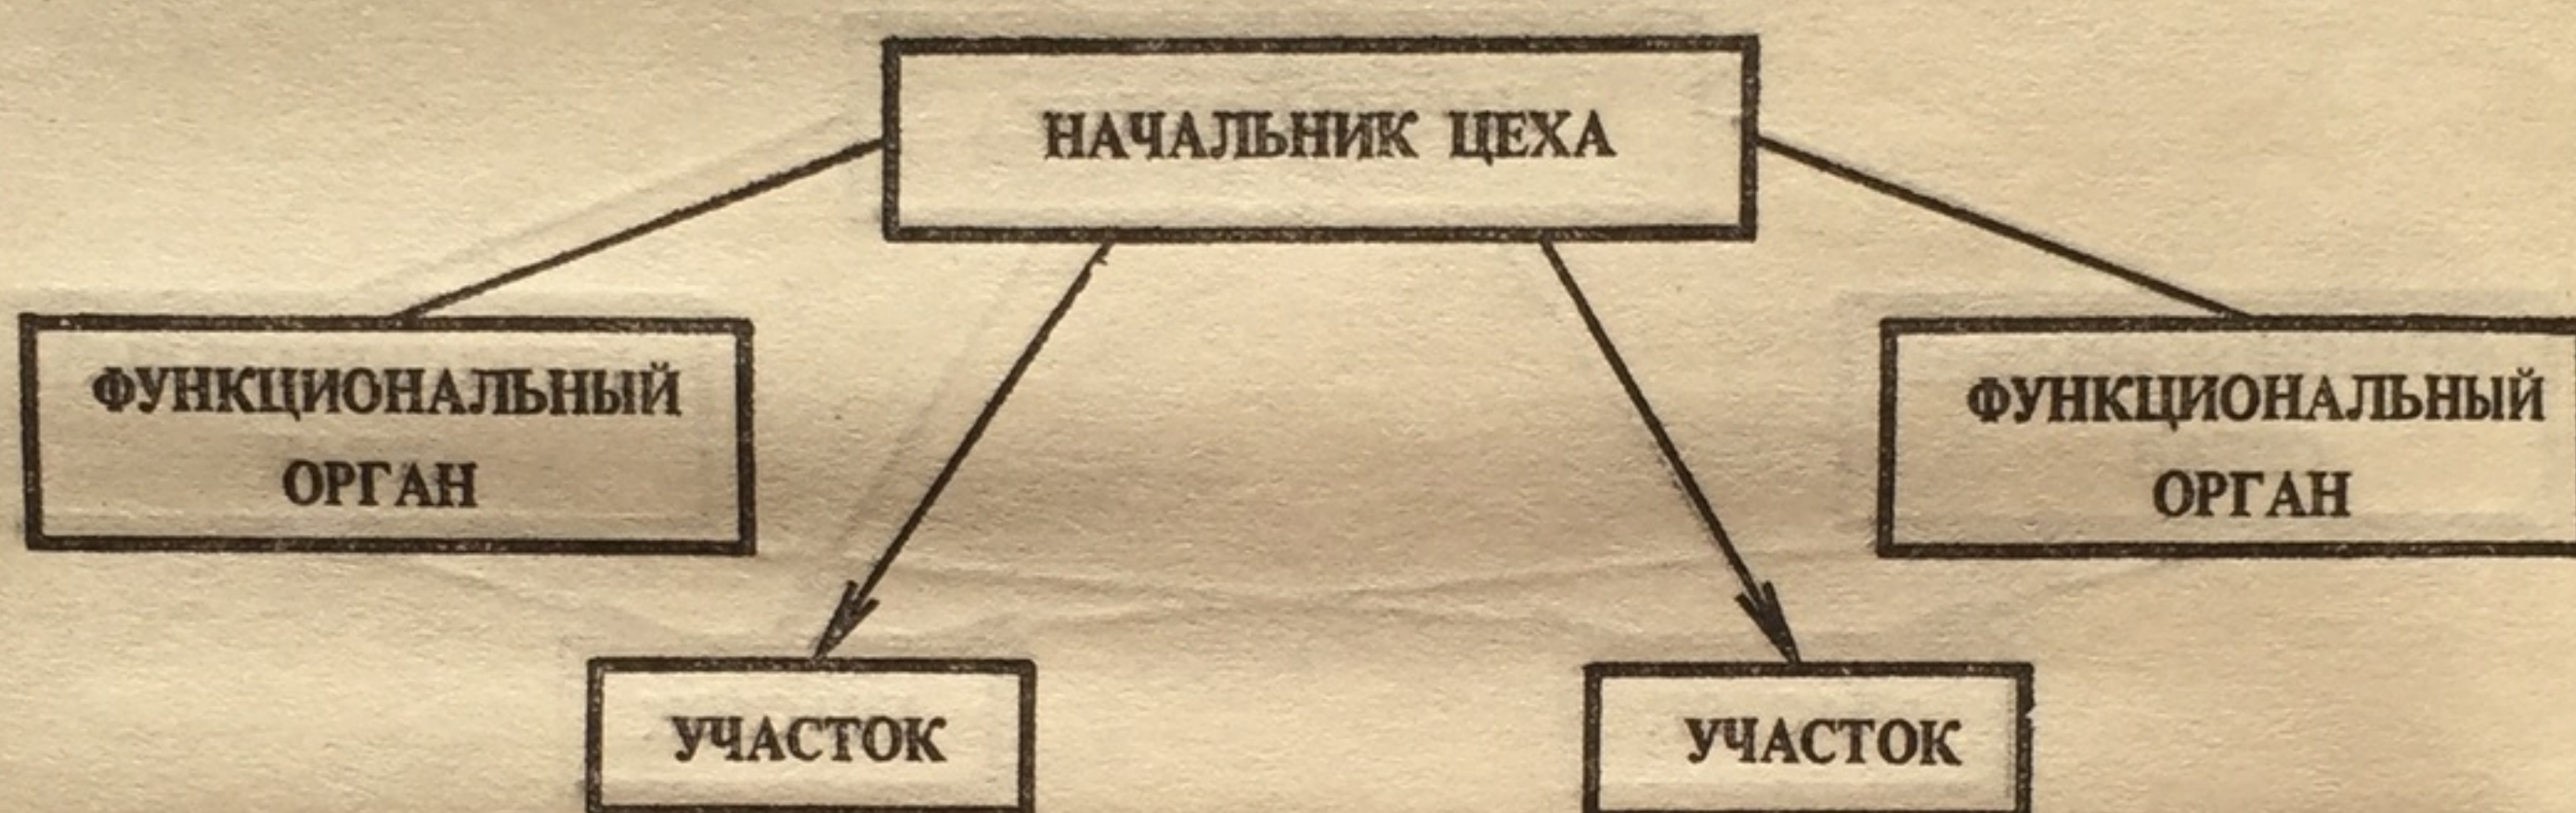 НАЧАЛЬНИК ЦЕХА
ФУНКЦИОНАЛЬНЫЙ
ОРГАН
ФУНКЦИОНАЛЬНЫЙ
ОРГАН
УЧАСТОК
УЧАСТОК